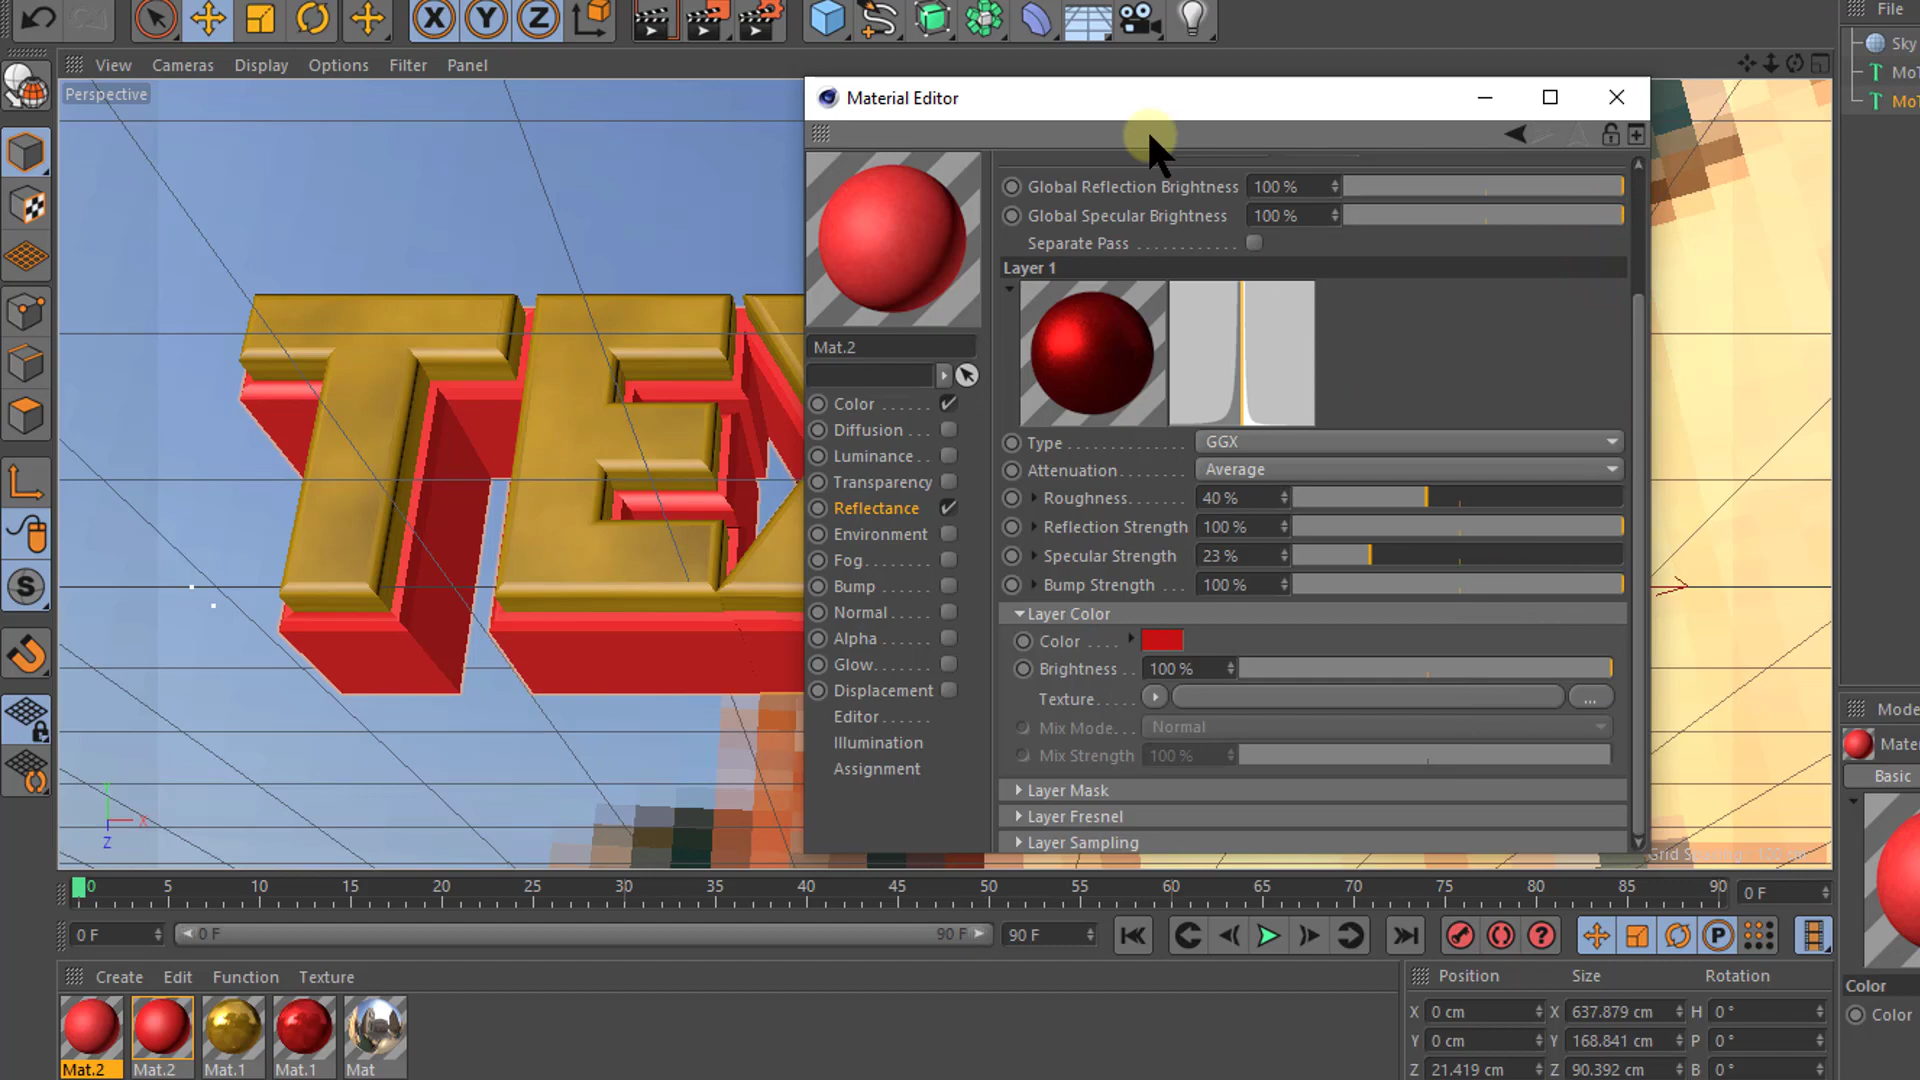 X Y Z
File
View Cameras Display Options Filter Panel
Sky
Perspective
Material Editor
MoT
MoT
Global Reflection Brightness 100 %
Global Specular Brightness 100 %
Separate Pass
Layer 1
Mat.2
Color
Diffusion
Luminance
Transparency
Reflectance
Environment
Fog
Bump
Normal
Alpha
Glow
Displacement
Editor
Illumination
Assignment
Type GGX
Attenuation Average
Roughness 40 %
Reflection Strength 100 %
Specular Strength 23 %
Bump Strength 100 %
Layer Color
Color
Brightness 100 %
Texture ...
Mix Mode Normal
Mix Strength 100 %
Layer Mask
Layer Fresnel
Layer Sampling
TE
S
Y
X
Z
Mode
Mater
Basic
0 5 10 15 20 25 30 35 40 45 50 55 60 65 70 75 80 85 90 0 F
0 F 0 F 90 F 90 F ? P
Create Edit Function Texture
Position Size Rotation
Color
X 0 cm X 637.879 cm H 0 °
Color
Y 0 cm Y 168.841 cm P 0 °
Z 21.419 cm Z 90.392 cm B 0 °
Mat.2 Mat.2 Mat.1 Mat.1 Mat